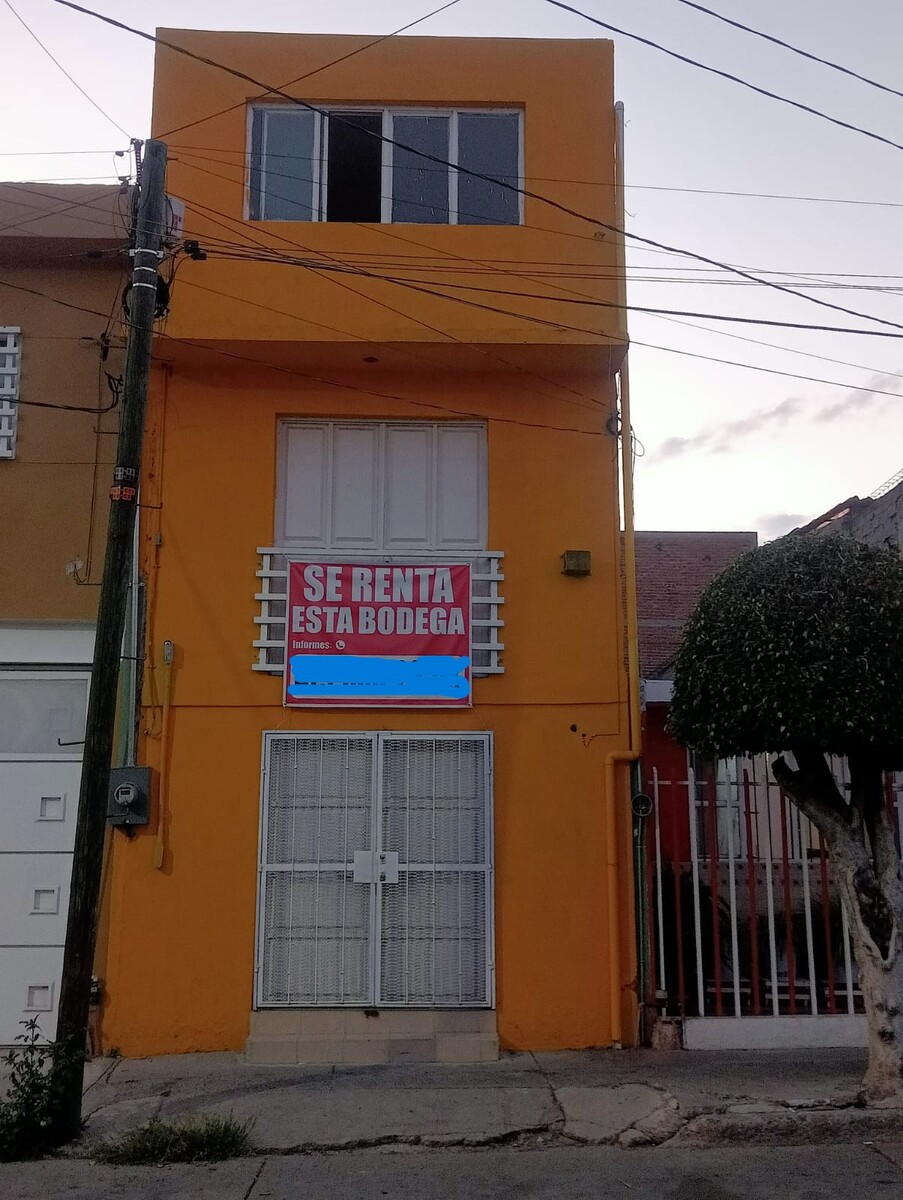 SE RENTA
ESTA BODEGA
Informes: